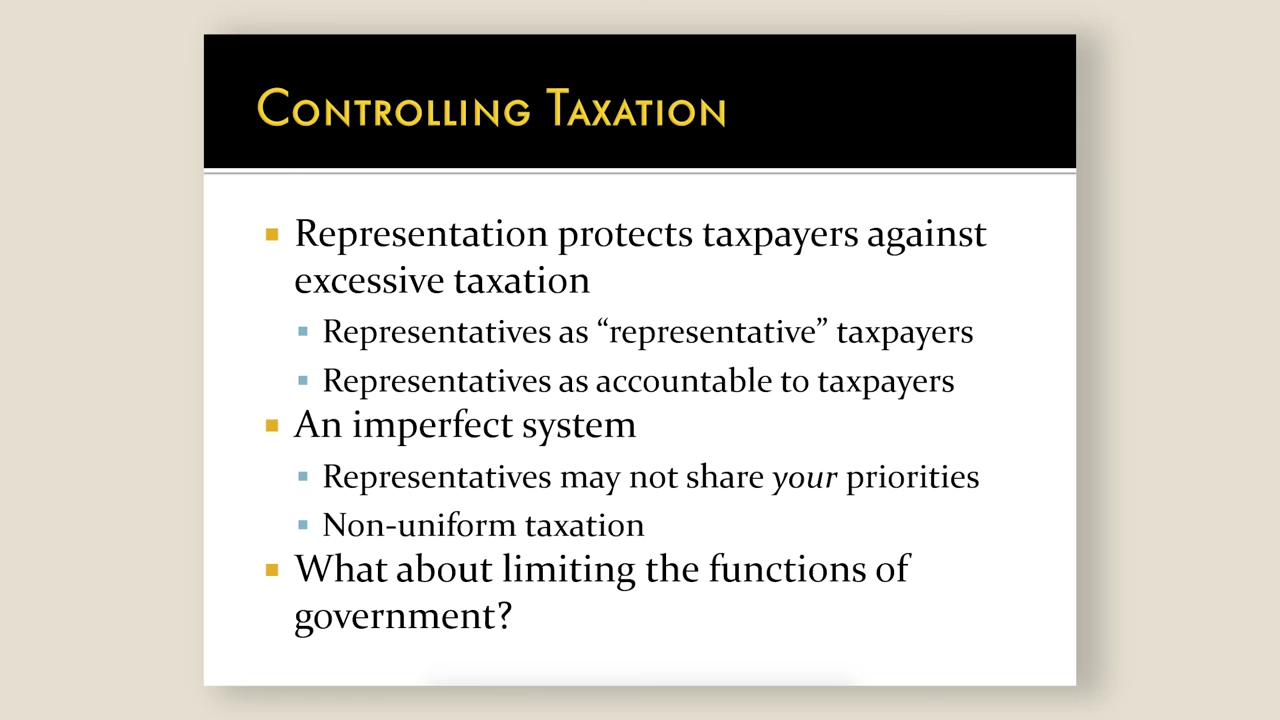 Controlling Taxation
Representation protects taxpayers against
excessive taxation
Representatives as “representative” taxpayers
Representatives as accountable to taxpayers
An imperfect system
Representatives may not share your priorities
Non-uniform taxation
What about limiting the functions of
government?